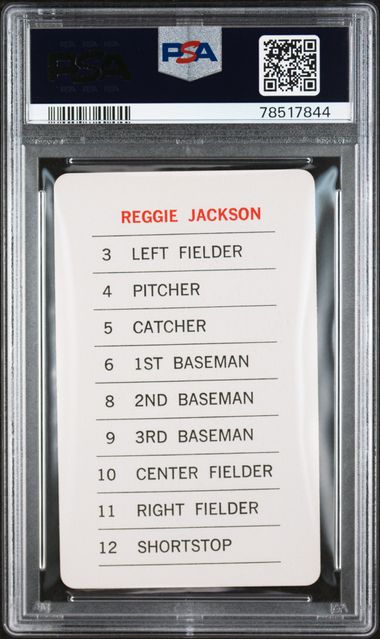 PSA
PSA
78517844
REGGIE JACKSON
3 LEFT FIELDER
4 PITCHER
5 CATCHER
6 1ST BASEMAN
8 2ND BASEMAN
9 3RD BASEMAN
10 CENTER FIELDER
11 RIGHT FIELDER
12 SHORTSTOP